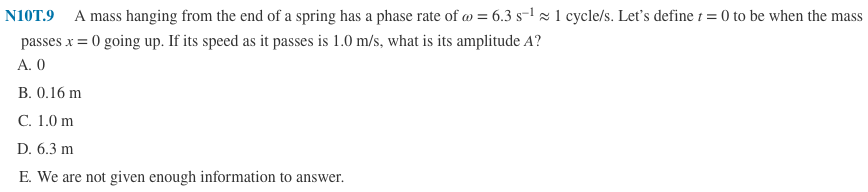 N10T.9 A mass hanging from the end of a spring has a phase rate of ω = 6.3 s⁻¹ ≈ 1 cycle/s. Let's define t = 0 to be when the mass
passes x = 0 going up. If its speed as it passes is 1.0 m/s, what is its amplitude A?
A. 0
B. 0.16 m
C. 1.0 m
D. 6.3 m
E. We are not given enough information to answer.